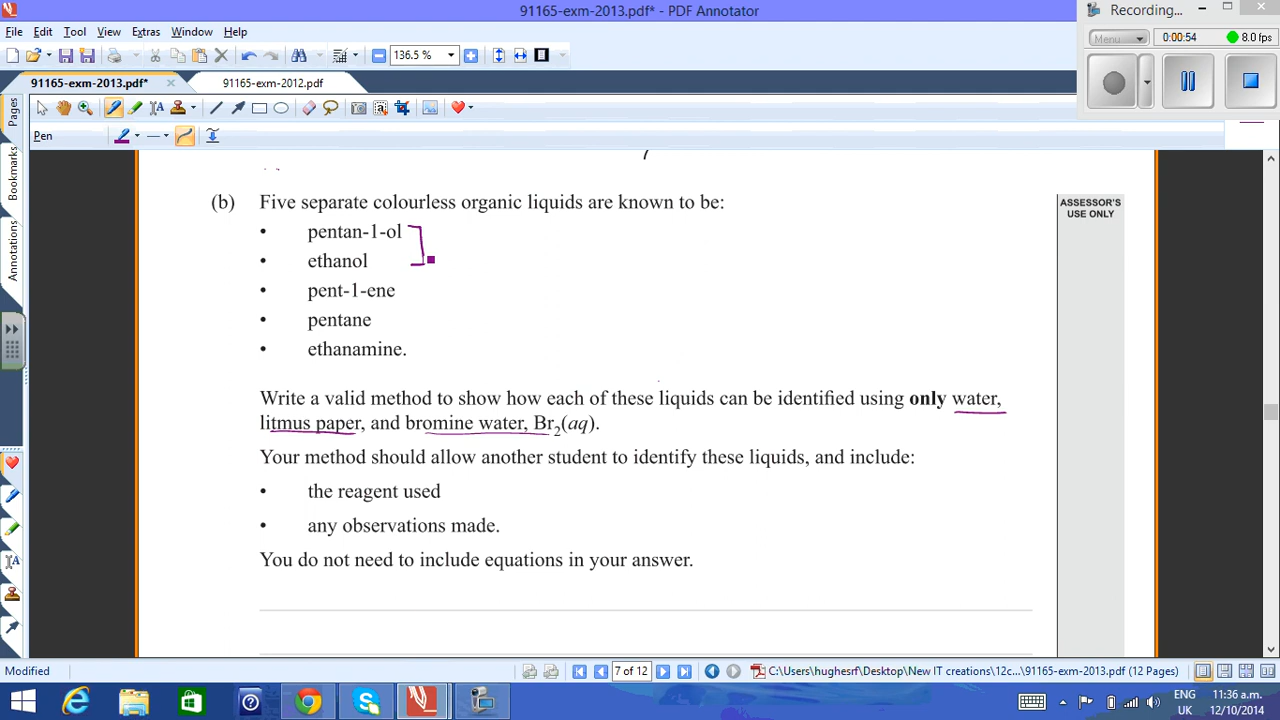 91165-exm-2013.pdf* - PDF Annotator
Recording...
File Edit Tool View Extras Window Help
Menu 0:00:54 8.0 fps
136.5 %
91165-exm-2013.pdf* 91165-exm-2012.pdf
Pen
Pages
Bookmarks
Annotations
(b) Five separate colourless organic liquids are known to be:
ASSESSOR'S
USE ONLY
• pentan-1-ol
• ethanol
• pent-1-ene
• pentane
• ethanamine.
Write a valid method to show how each of these liquids can be identified using only water,
litmus paper, and bromine water, Br2(aq).
Your method should allow another student to identify these liquids, and include:
• the reagent used
• any observations made.
You do not need to include equations in your answer.
Modified 7 of 12 C:\Users\hughesrf\Desktop\New IT creations\12c...\91165-exm-2013.pdf (12 Pages)
ENG 11:36 a.m.
UK 12/10/2014